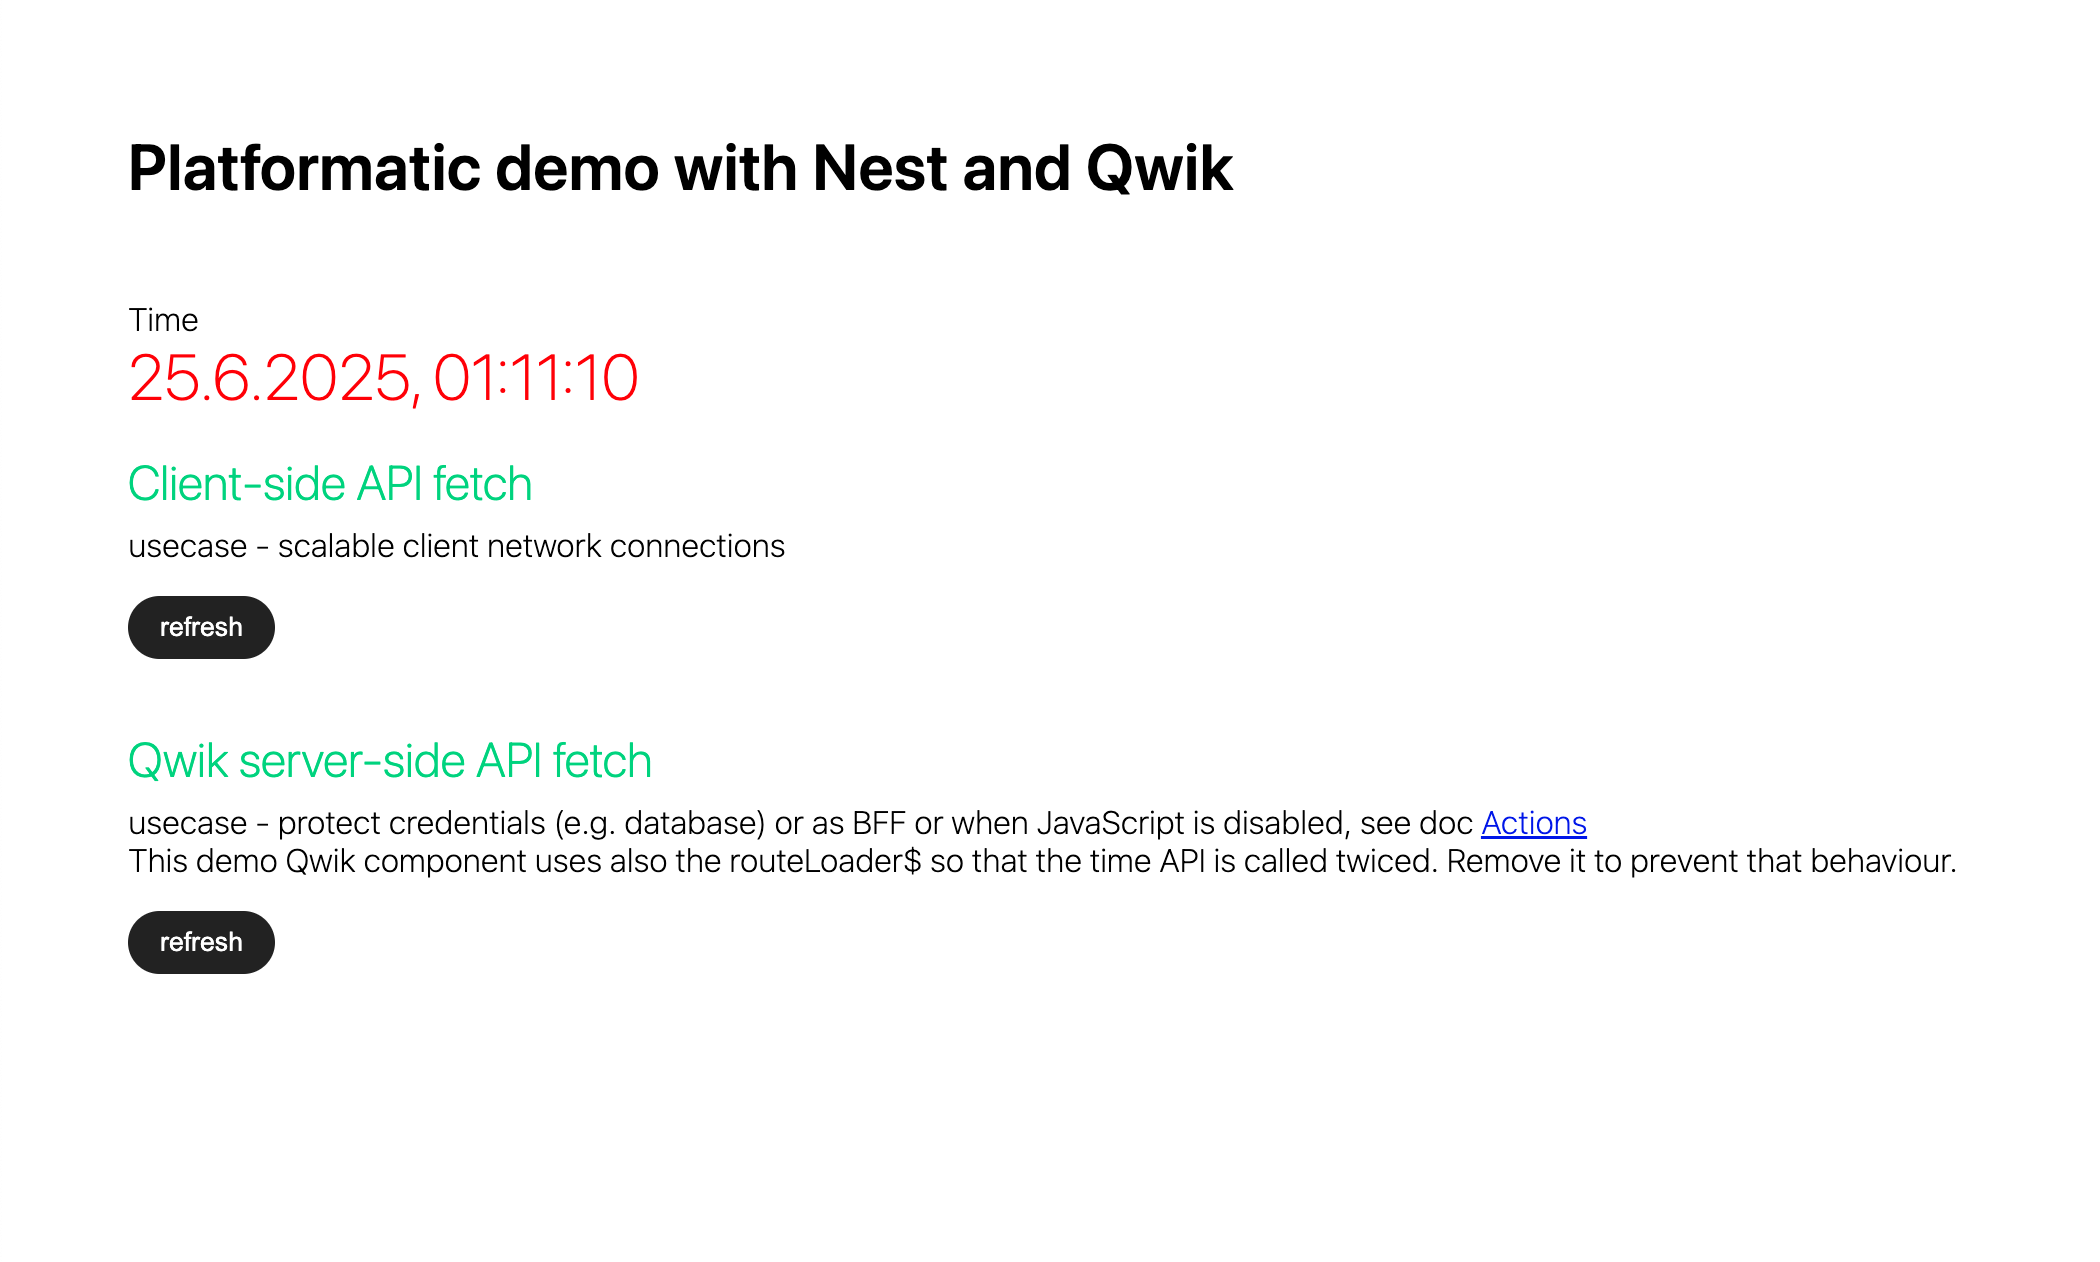 Platformatic demo with Nest and Qwik
Time
25.6.2025, 01:11:10
Client-side API fetch
usecase - scalable client network connections
refresh
Qwik server-side API fetch
usecase - protect credentials (e.g. database) or as BFF or when JavaScript is disabled, see doc Actions
This demo Qwik component uses also the routeLoader$ so that the time API is called twiced. Remove it to prevent that behaviour.
refresh